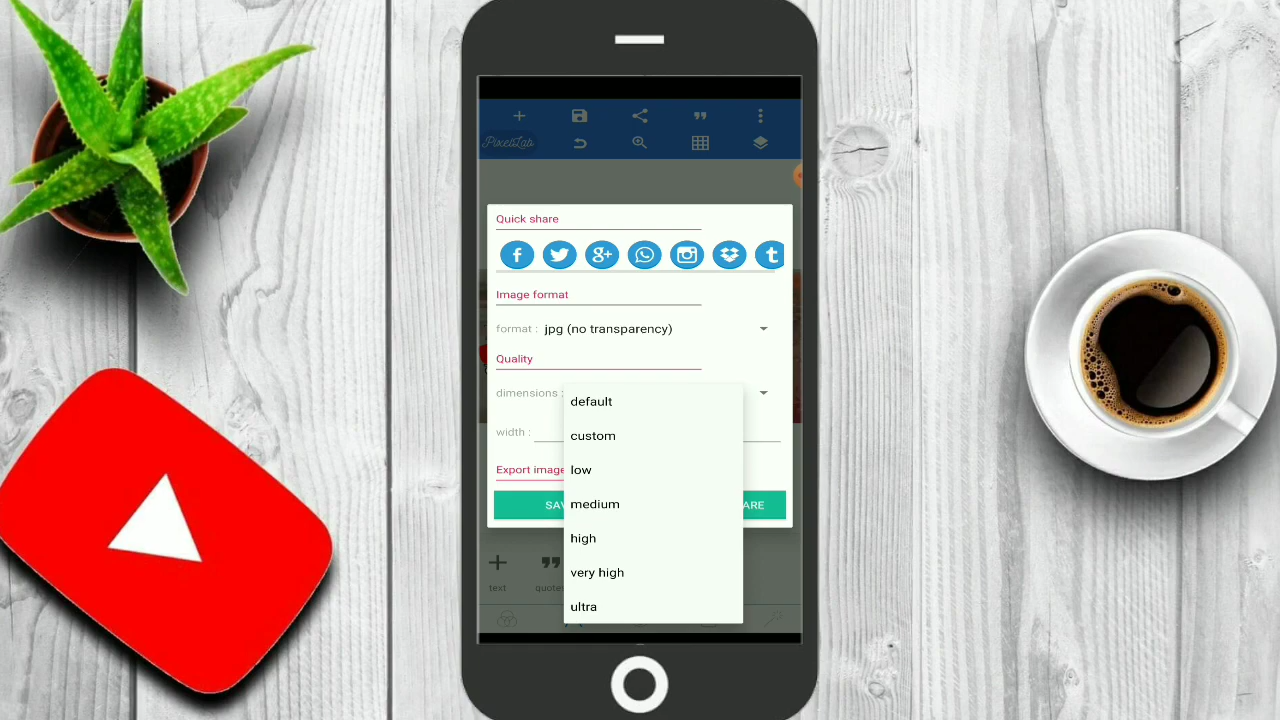 PixelLab
Quick share
Image format
format : jpg (no transparency)
Quality
dimensions :
default
width :
custom
low
Export image
medium
SA
ARE
high
very high
text
quote
ultra